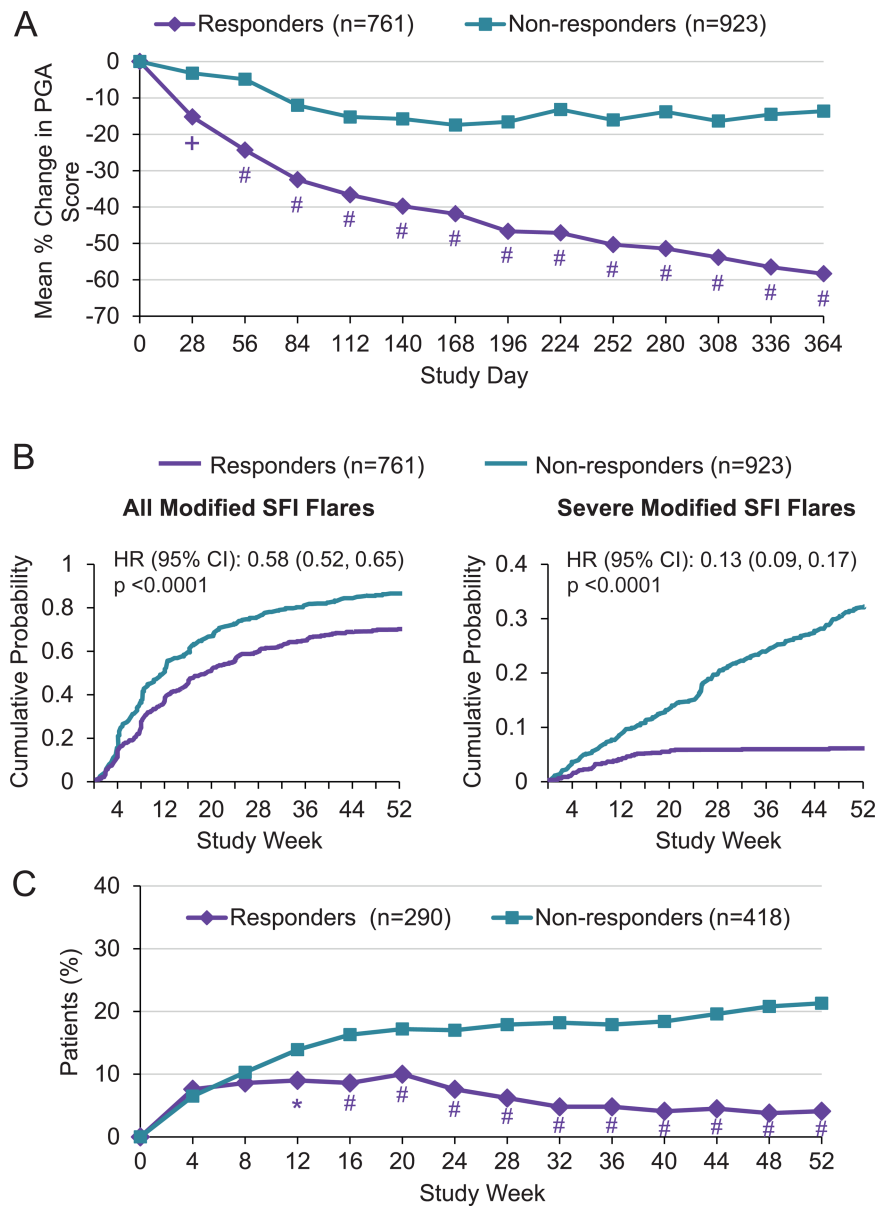 A
Responders (n=761)
Non-responders (n=923)
Mean % Change in PGA
Score
0
-10
-20
-30
-40
-50
-60
-70
+
# # # # # # # # # # # #
0 28 56 84 112 140 168 196 224 252 280 308 336 364
Study Day
B
Responders (n=761)
Non-responders (n=923)
All Modified SFI Flares
HR (95% CI): 0.58 (0.52, 0.65)
p <0.0001
Cumulative Probability
1
0.8
0.6
0.4
0.2
0
4 12 20 28 36 44 52
Study Week
Severe Modified SFI Flares
HR (95% CI): 0.13 (0.09, 0.17)
p <0.0001
Cumulative Probability
0.4
0.3
0.2
0.1
0
4 12 20 28 36 44 52
Study Week
C
Responders (n=290)
Non-responders (n=418)
Patients (%)
40
30
20
10
0
* # # # # # # # # # #
0 4 8 12 16 20 24 28 32 36 40 44 48 52
Study Week